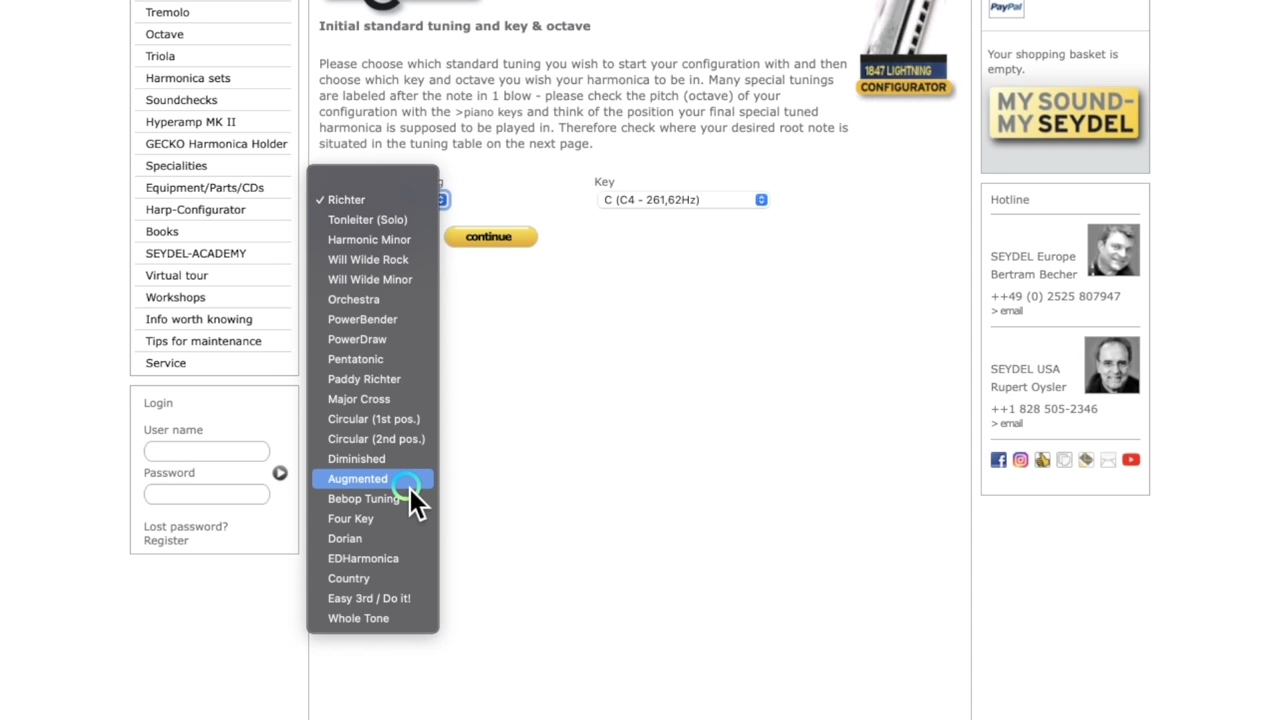 Tremolo
Octave
Triola
Harmonica sets
Soundchecks
Hyperamp MK II
GECKO Harmonica Holder
Specialities
Equipment/Parts/CDs
Harp-Configurator
Books
SEYDEL-ACADEMY
Virtual tour
Workshops
Info worth knowing
Tips for maintenance
Service
Login
User name
Password
Lost password?
Register
Initial standard tuning and key & octave
Please choose which standard tuning you wish to start your configuration with and then
choose which key and octave you wish your harmonica to be in. Many special tunings
are labeled after the note in 1 blow - please check the pitch (octave) of your
configuration with the >piano keys and think of the position your final special tuned
harmonica is supposed to be played in. Therefore check where your desired root note is
situated in the tuning table on the next page.
1847 LIGHTNING
CONFIGURATOR
✓ Richter
Tonleiter (Solo)
Harmonic Minor
Will Wilde Rock
Will Wilde Minor
Orchestra
PowerBender
PowerDraw
Pentatonic
Paddy Richter
Major Cross
Circular (1st pos.)
Circular (2nd pos.)
Diminished
Augmented
Bebop Tuning
Four Key
Dorian
EDHarmonica
Country
Easy 3rd / Do it!
Whole Tone
Key
C (C4 - 261,62Hz)
continue
PayPal
Your shopping basket is
empty.
MY SOUND-
MY SEYDEL
Hotline
SEYDEL Europe
Bertram Becher
++49 (0) 2525 807947
> email
SEYDEL USA
Rupert Oysler
++1 828 505-2346
> email